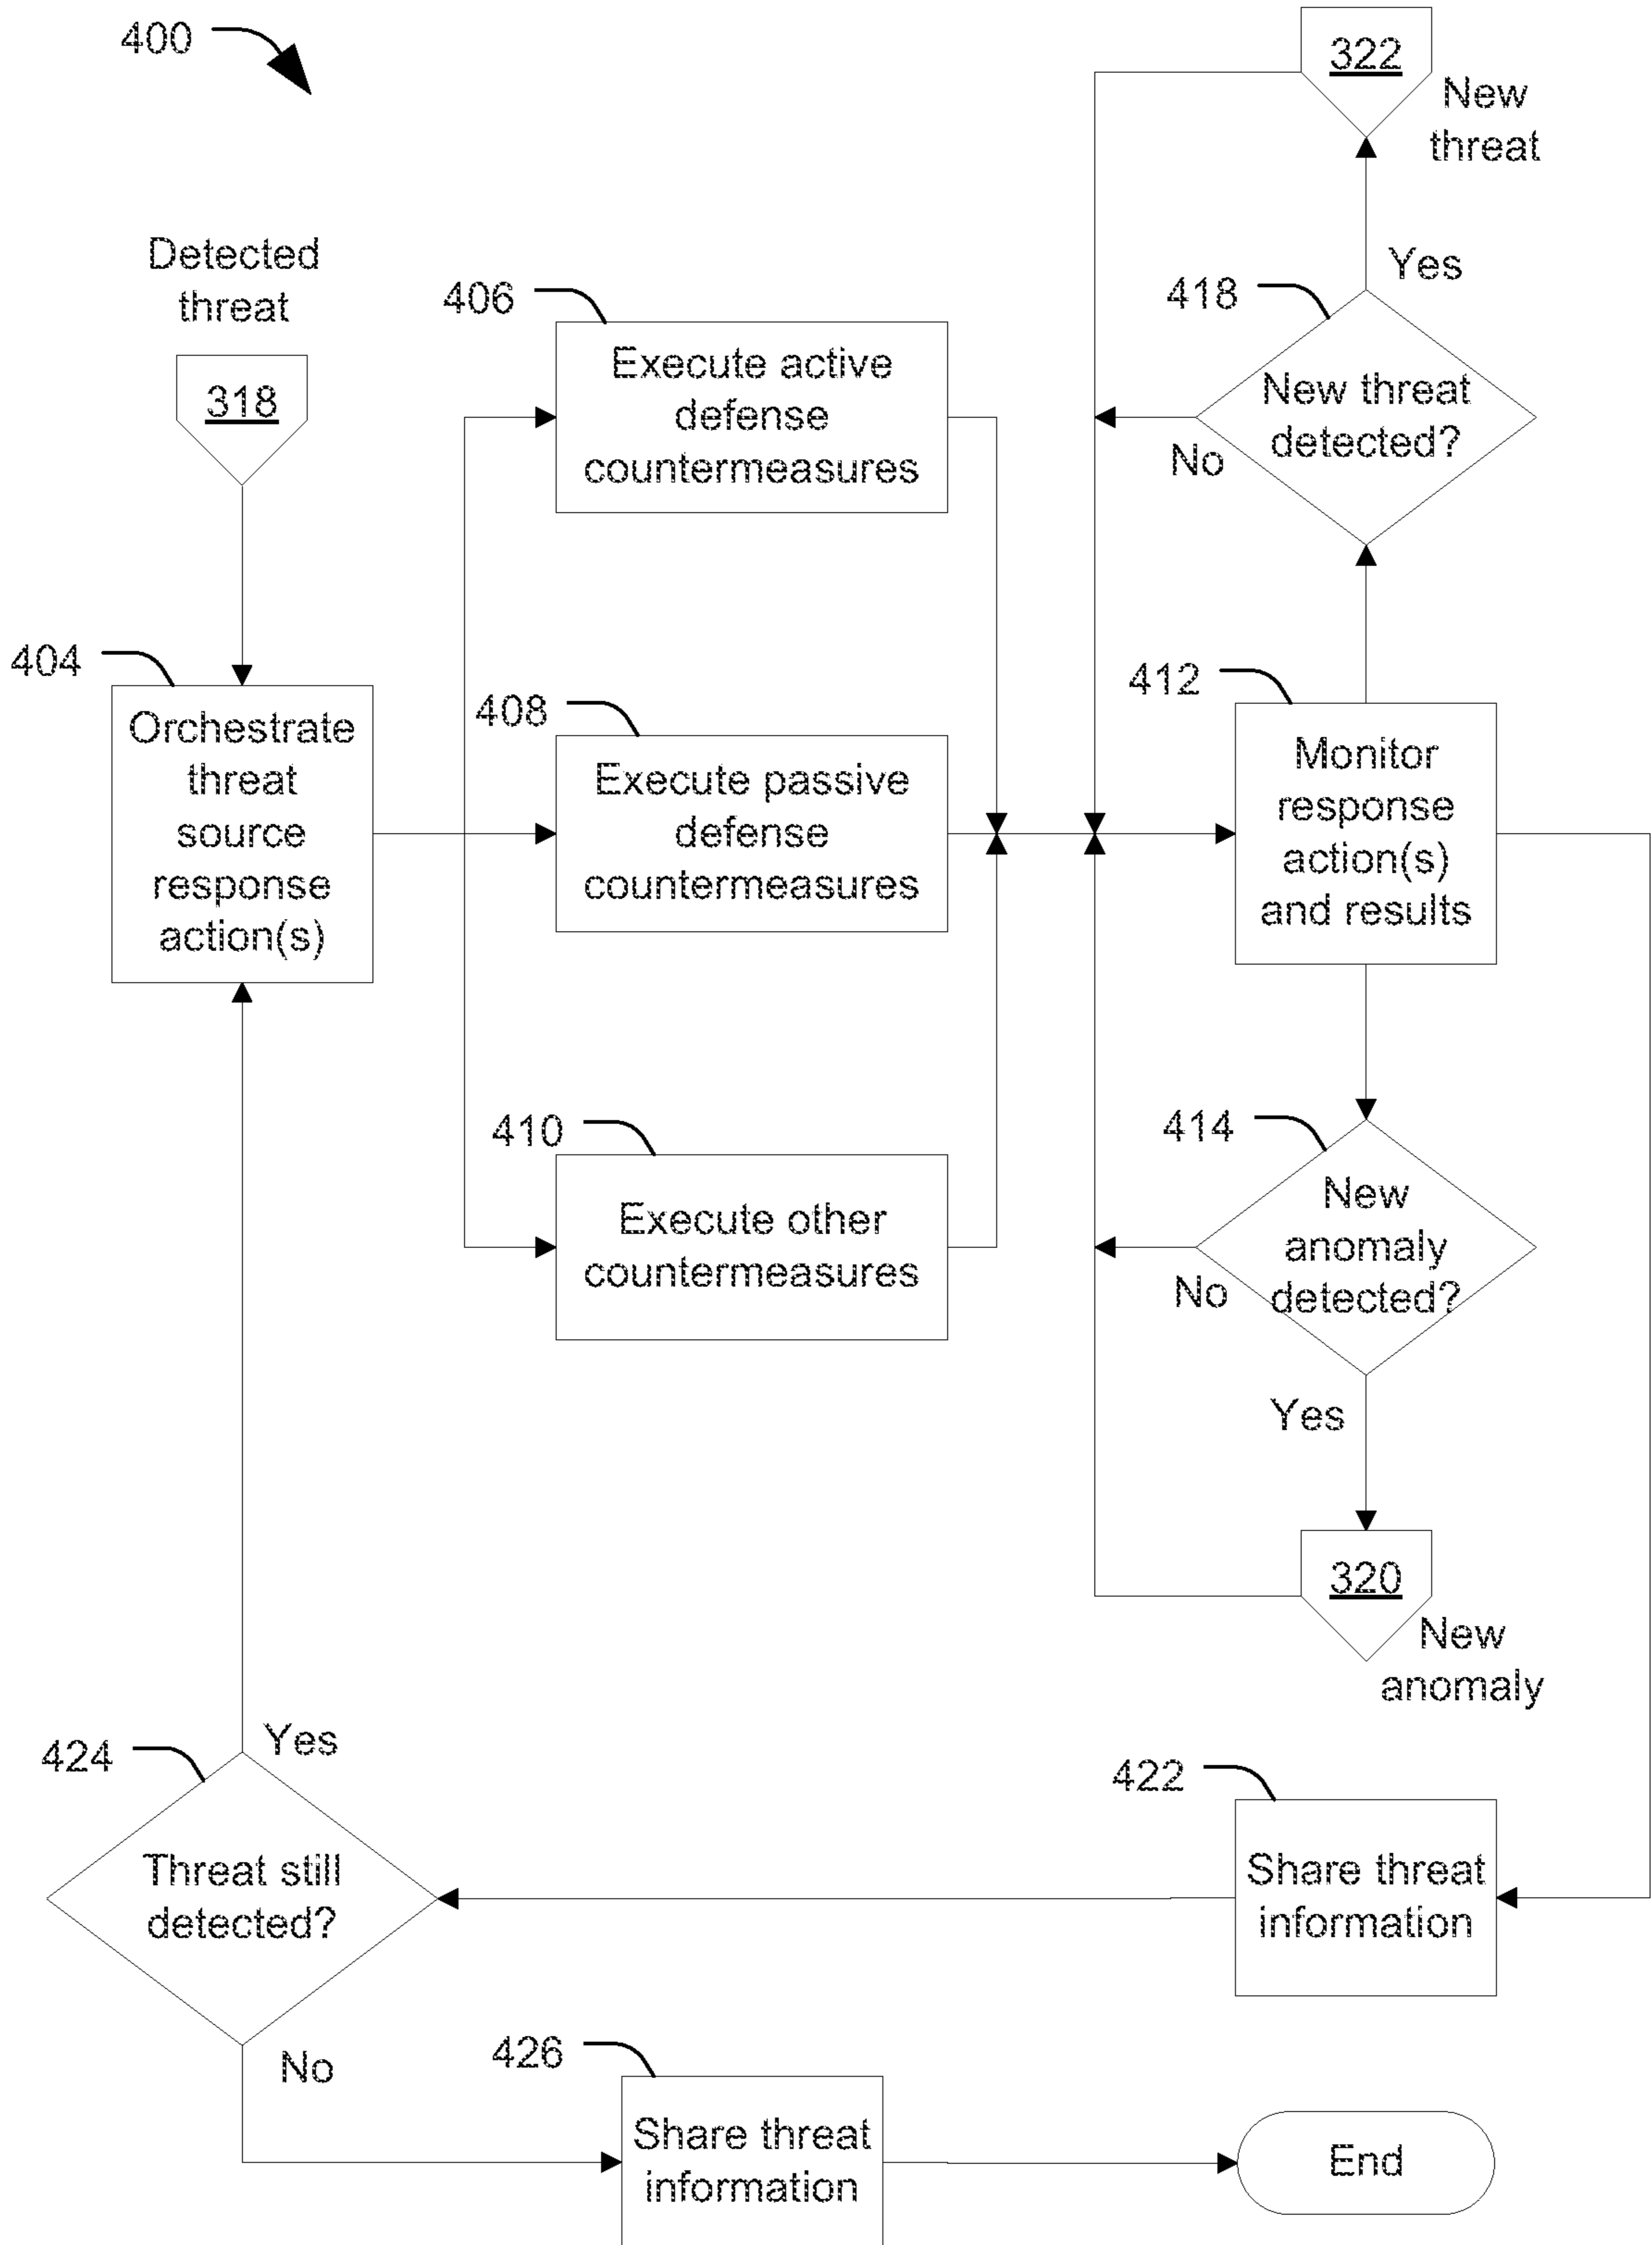 400
322
New
threat
Detected
threat
318
406
Execute active
defense
countermeasures
418
Yes
New threat
detected?
No
404
Orchestrate
threat
source
response
action(s)
408
Execute passive
defense
countermeasures
412
Monitor
response
action(s)
and results
410
Execute other
countermeasures
414
New
anomaly
detected?
No
Yes
320
New
anomaly
424
Yes
Threat still
detected?
No
422
Share threat
information
426
Share threat
information
End